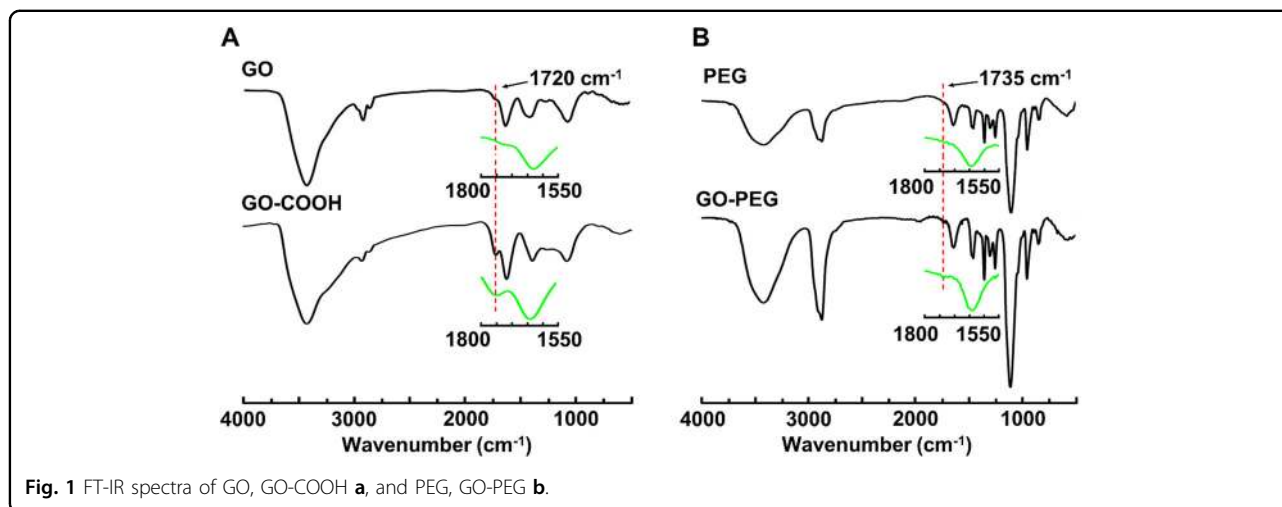 A
GO
1720 cm⁻¹
1800 1550
GO-COOH
1800 1550
4000 3000 2000 1000
Wavenumber (cm⁻¹)
B
PEG
1735 cm⁻¹
1800 1550
GO-PEG
1800 1550
4000 3000 2000 1000
Wavenumber (cm⁻¹)
Fig. 1 FT-IR spectra of GO, GO-COOH a, and PEG, GO-PEG b.